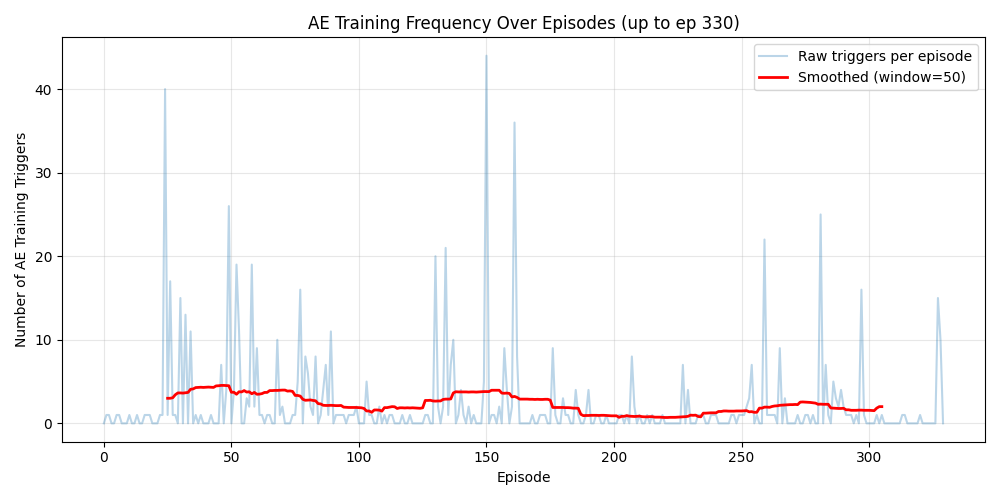 AE Training Frequency Over Episodes (up to ep 330)
Raw triggers per episode
Smoothed (window=50)
Number of AE Training Triggers
40
30
20
10
0
0 50 100 150 200 250 300
Episode